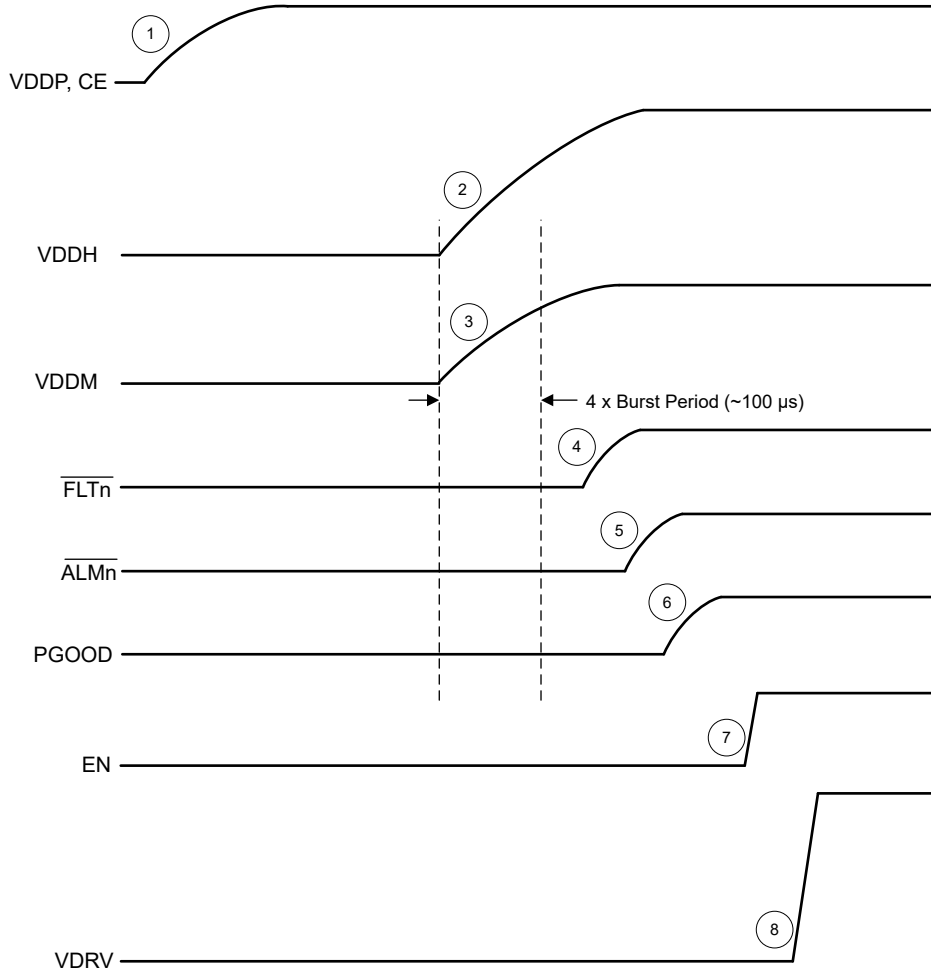 1
VDDP, CE
2
VDDH
3
VDDM
4 x Burst Period (~100 µs)
4
FLTn
5
ALMn
6
PGOOD
7
EN
8
VDRV